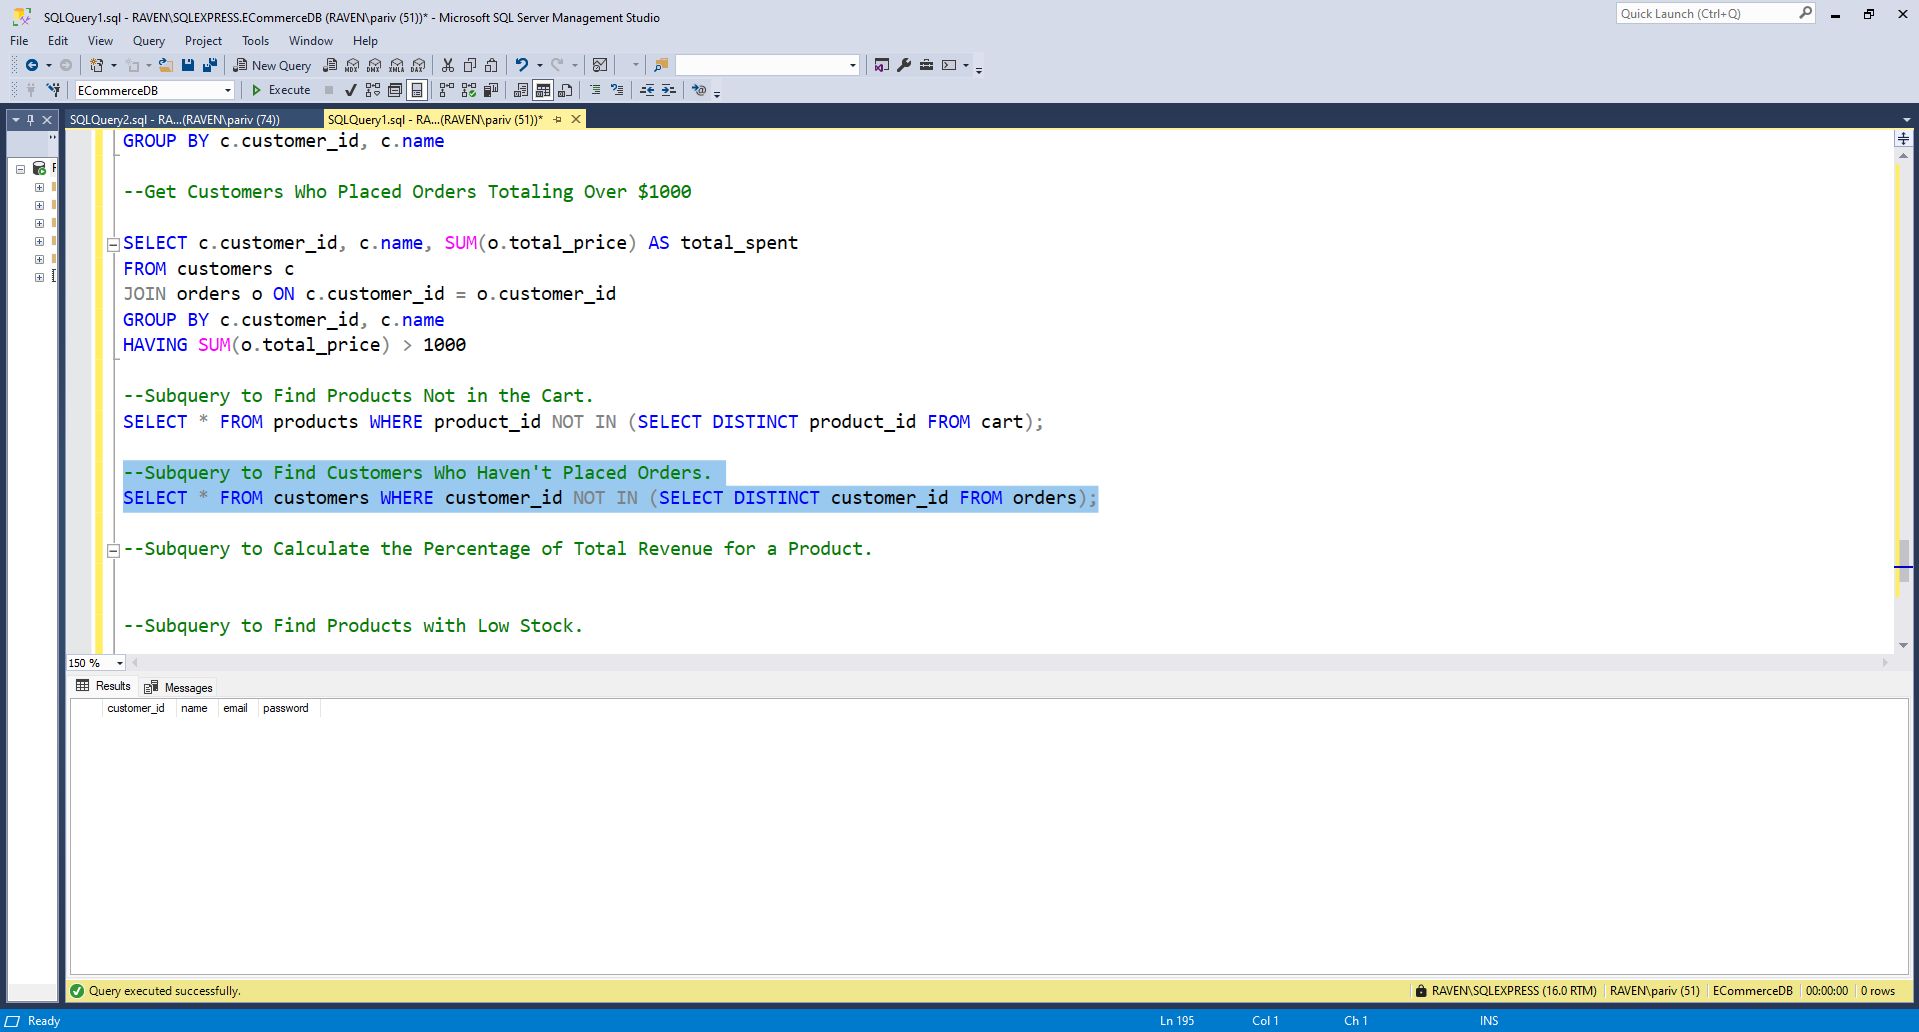 SQLQuery1.sql - RAVEN\SQLEXPRESS.ECommerceDB (RAVEN\pariv (51))* - Microsoft SQL Server Management Studio
Quick Launch (Ctrl+Q)
File Edit View Query Project Tools Window Help
New Query MDX DMX XMLA DAX
ECommerceDB Execute
SQLQuery2.sql - RA...(RAVEN\pariv (74)) SQLQuery1.sql - RA...(RAVEN\pariv (51))*
GROUP BY c.customer_id, c.name
--Get Customers Who Placed Orders Totaling Over $1000
SELECT c.customer_id, c.name, SUM(o.total_price) AS total_spent
FROM customers c
JOIN orders o ON c.customer_id = o.customer_id
GROUP BY c.customer_id, c.name
HAVING SUM(o.total_price) > 1000
--Subquery to Find Products Not in the Cart.
SELECT * FROM products WHERE product_id NOT IN (SELECT DISTINCT product_id FROM cart);
--Subquery to Find Customers Who Haven't Placed Orders.
SELECT * FROM customers WHERE customer_id NOT IN (SELECT DISTINCT customer_id FROM orders);
--Subquery to Calculate the Percentage of Total Revenue for a Product.
--Subquery to Find Products with Low Stock.
150 %
Results Messages
customer_id name email password
Query executed successfully. RAVEN\SQLEXPRESS (16.0 RTM) RAVEN\pariv (51) ECommerceDB 00:00:00 0 rows
Ready Ln 195 Col 1 Ch 1 INS